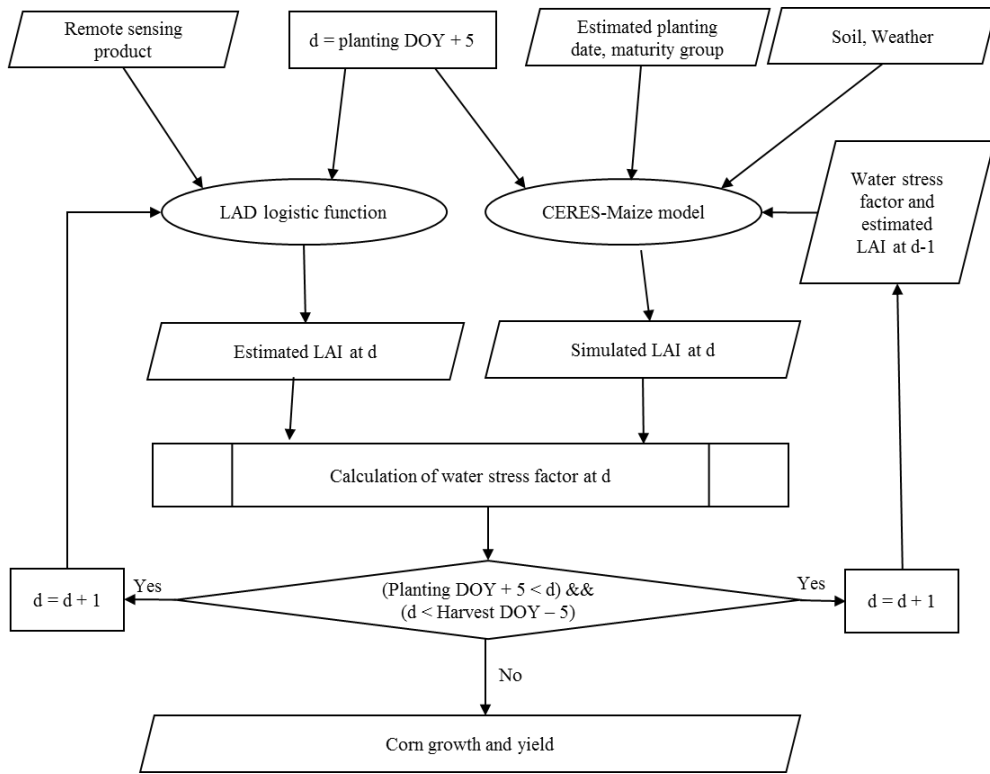 Remote sensing
product
d = planting DOY + 5
Estimated planting
date, maturity group
Soil, Weather
LAD logistic function
CERES-Maize model
Water stress
factor and
estimated
LAI at d-1
Estimated LAI at d
Simulated LAI at d
Calculation of water stress factor at d
d = d + 1
Yes
(Planting DOY + 5 < d) &&
(d < Harvest DOY – 5)
Yes
d = d + 1
No
Corn growth and yield